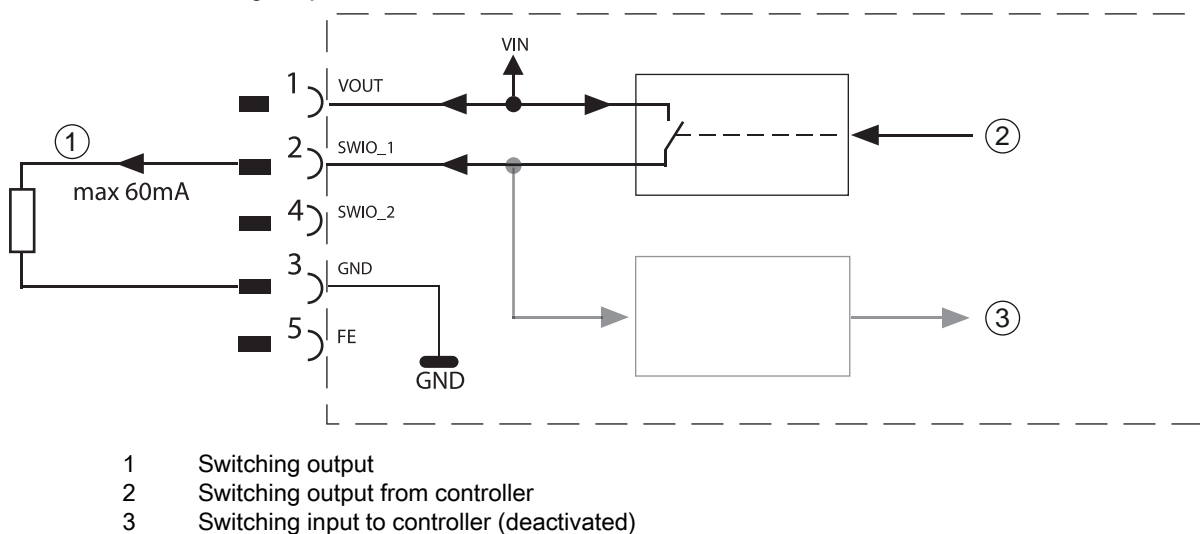 VIN
1 VOUT
①
2 SWIO_1
②
max 60mA
4 SWIO_2
3 GND
③
5 FE
GND
1 Switching output
2 Switching output from controller
3 Switching input to controller (deactivated)